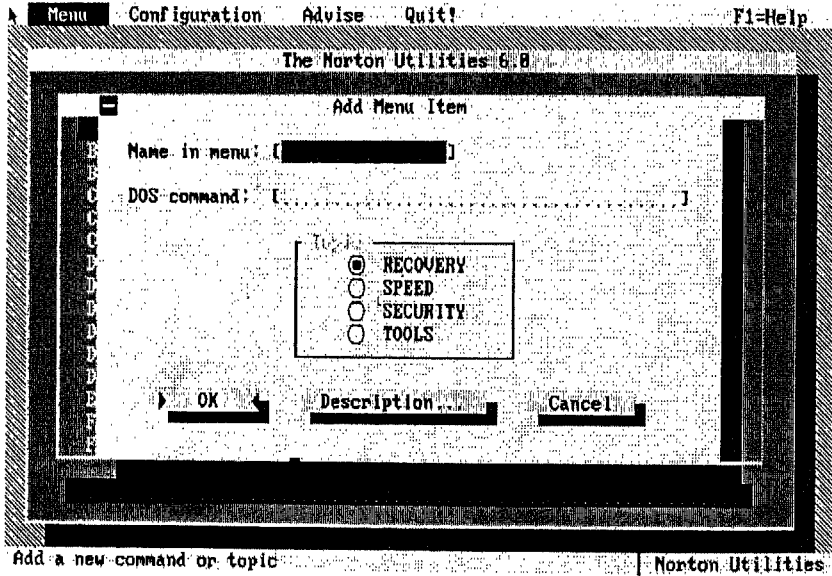 Menu Configuration Advise Quit! F1=Help
The Norton Utilities 6.0
Add Menu Item
Name in menu: [ ]
DOS command: [......................................]
Topic:
RECOVERY
SPEED
SECURITY
TOOLS
OK Description... Cancel
Add a new command or topic Norton Utilities